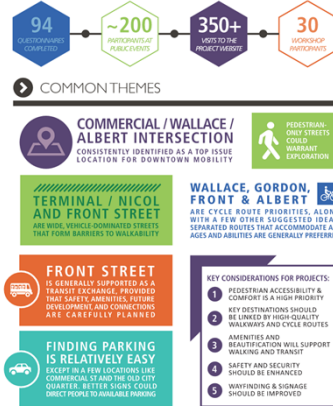 94
QUESTIONNAIRES
COMPLETED
~200
PARTICIPANTS AT
PUBLIC EVENTS
350+
VISITS TO THE
PROJECT WEBSITE
30
WORKSHOP
PARTICIPANTS
COMMON THEMES
COMMERCIAL / WALLACE /
ALBERT INTERSECTION
CONSISTENTLY IDENTIFIED AS A TOP ISSUE
LOCATION FOR DOWNTOWN MOBILITY
PEDESTRIAN-
ONLY STREETS
COULD
WARRANT
EXPLORATION
TERMINAL / NICOL
AND FRONT STREET
ARE WIDE, VEHICLE-DOMINATED STREETS
THAT FORM BARRIERS TO WALKABILITY
WALLACE, GORDON,
FRONT & ALBERT
ARE CYCLE ROUTE PRIORITIES, ALON
WITH A FEW OTHER SUGGESTED IDEA
SEPARATED ROUTES THAT ACCOMMODATE A
AGES AND ABILITIES ARE GENERALLY PREFERR
FRONT STREET
IS GENERALLY SUPPORTED AS A
TRANSIT EXCHANGE, PROVIDED
THAT SAFETY, AMENITIES, FUTURE
DEVELOPMENT, AND CONNECTIONS
ARE CAREFULLY PLANNED
FINDING PARKING
IS RELATIVELY EASY
EXCEPT IN A FEW LOCATIONS LIKE
COMMERCIAL ST AND THE OLD CITY
QUARTER. BETTER SIGNS COULD
DIRECT PEOPLE TO AVAILABLE PARKING
KEY CONSIDERATIONS FOR PROJECTS:
1 PEDESTRIAN ACCESSIBILITY &
COMFORT IS A HIGH PRIORITY
2 KEY DESTINATIONS SHOULD
BE LINKED BY HIGH-QUALITY
WALKWAYS AND CYCLE ROUTES
3 AMENITIES AND
BEAUTIFICATION WILL SUPPORT
WALKING AND TRANSIT
4 SAFETY AND SECURITY
SHOULD BE ENHANCED
5 WAYFINDING & SIGNAGE
SHOULD BE IMPROVED